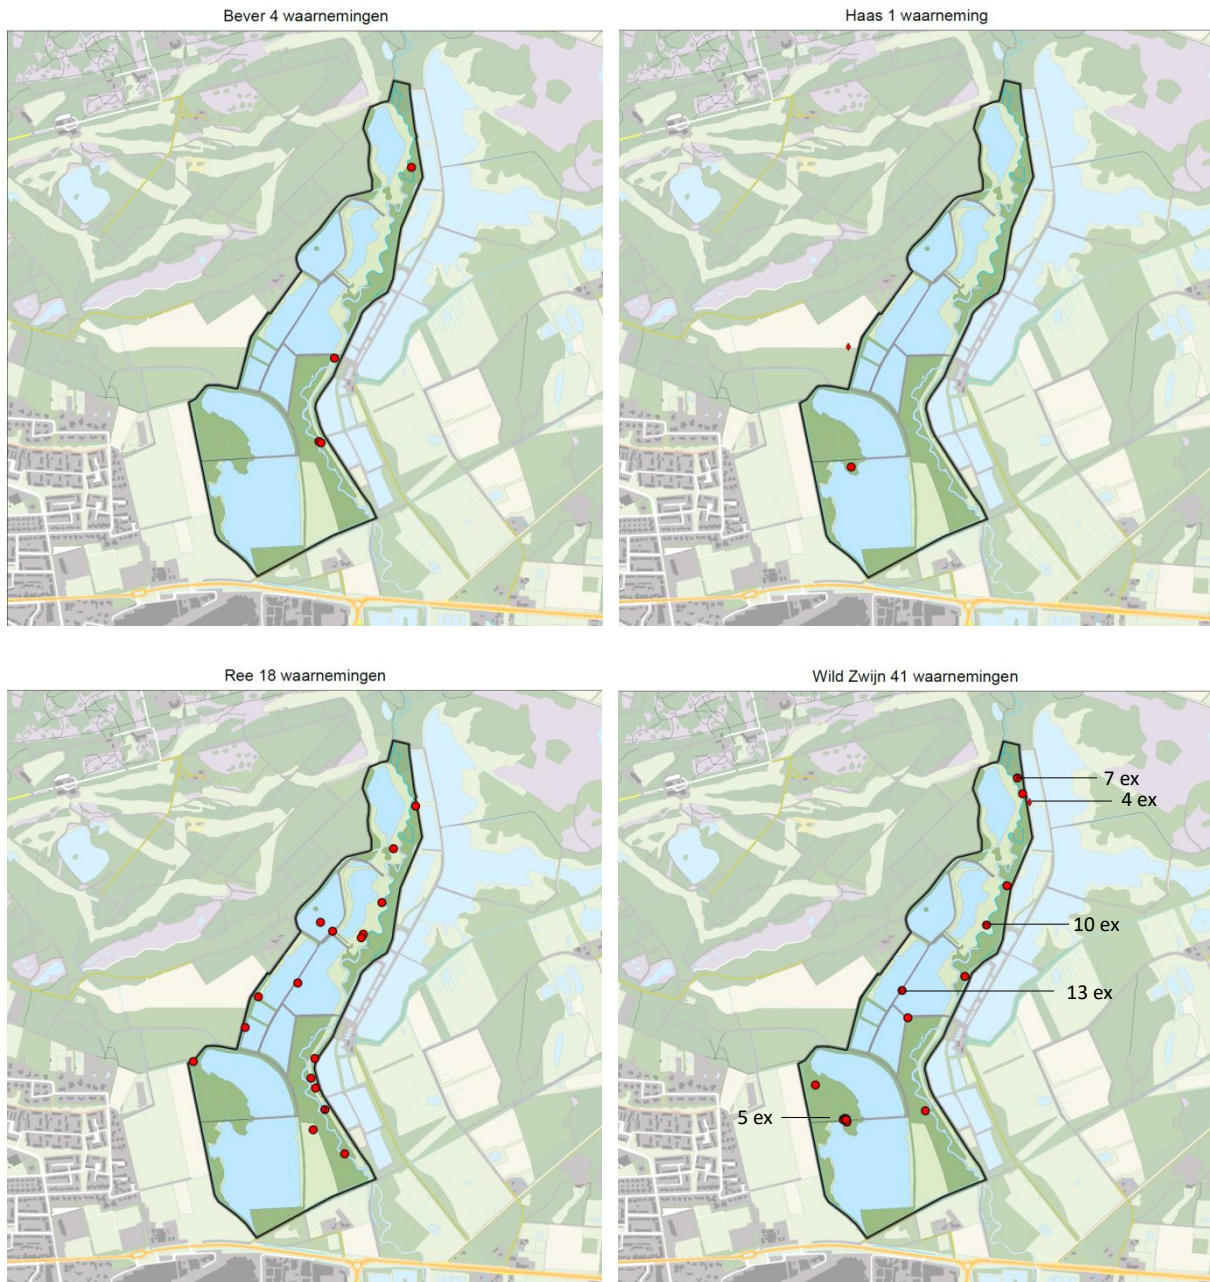 Bever 4 waarnemingen
Haas 1 waarneming
Ree 18 waarnemingen
Wild Zwijn 41 waarnemingen
7 ex
4 ex
10 ex
13 ex
5 ex